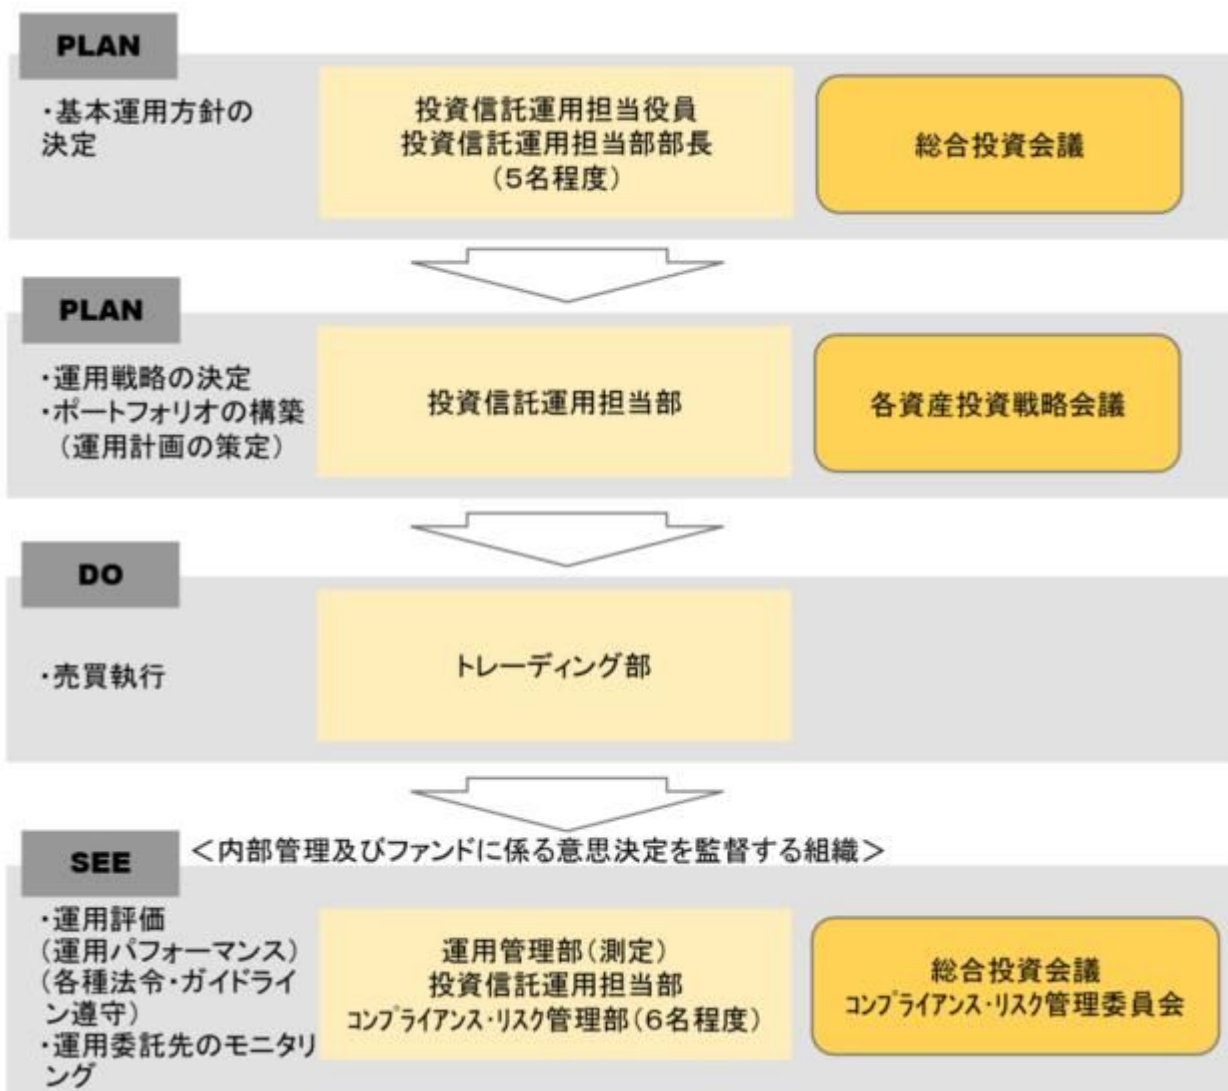 PLAN
・基本運用方針の
決定
投資信託運用担当役員
投資信託運用担当部部長
(5名程度)
総合投資会議
PLAN
・運用戦略の決定
・ポートフォリオの構築
(運用計画の策定)
投資信託運用担当部
各資産投資戦略会議
DO
・売買執行
トレーディング部
SEE
<内部管理及びファンドに係る意思決定を監督する組織>
・運用評価
(運用パフォーマンス)
(各種法令・ガイドライ
ン遵守)
・運用委託先のモニタリ
ング
運用管理部(測定)
投資信託運用担当部
コンプライアンス・リスク管理部(6名程度)
総合投資会議
コンプライアンス・リスク管理委員会